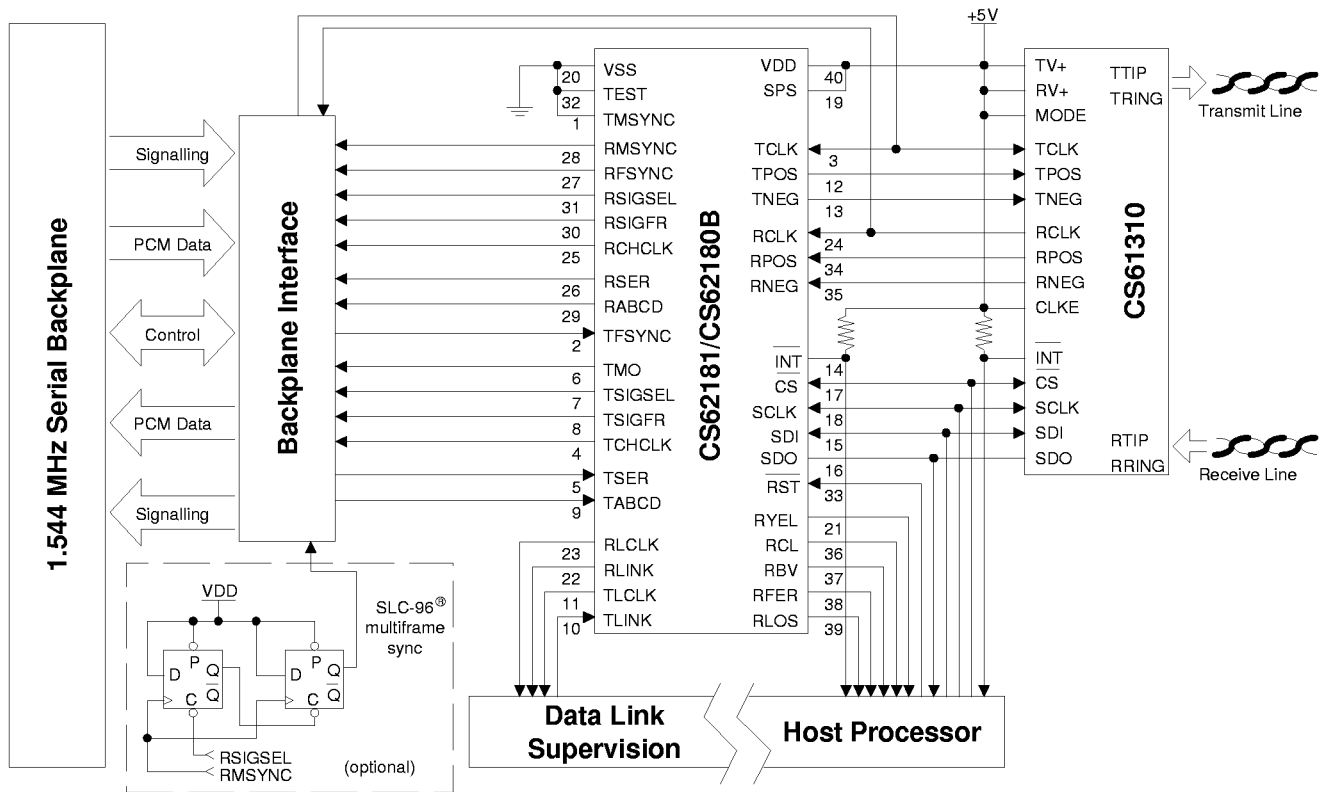 +5V
1.544 MHz Serial Backplane
Signalling
PCM Data
Control
PCM Data
Signalling
Backplane Interface
VSS
20
TEST
32
TMSYNC
1
RMSYNC
28
RFSYNC
27
RSIGSEL
31
RSIGFR
30
RCHCLK
25
RSER
26
RABCD
29
TFSYNC
2
TMO
6
TSIGSEL
7
TSIGFR
8
TCHCLK
4
TSER
5
TABCD
9
RLCLK
23
RLINK
22
TLCLK
11
TLINK
10
CS62181/CS62180B
VDD
40
SPS
19
TCLK
3
TPOS
12
TNEG
13
RCLK
24
RPOS
34
RNEG
35
INT
14
CS
17
SCLK
18
SDI
15
SDO
16
RST
33
RYEL
21
RCL
36
RBV
37
RFER
38
RLOS
39
TV+
RV+
MODE
TCLK
TPOS
TNEG
RCLK
RPOS
RNEG
CLKE
INT
CS
SCLK
SDI
SDO
CS61310
TTIP
TRING
Transmit Line
RTIP
RRING
Receive Line
VDD
SLC-96®
multiframe
sync
P
D
Q
Q
C
P
D
Q
Q
C
RSIGSEL
RMSYNC
(optional)
Data Link
Supervision
Host Processor